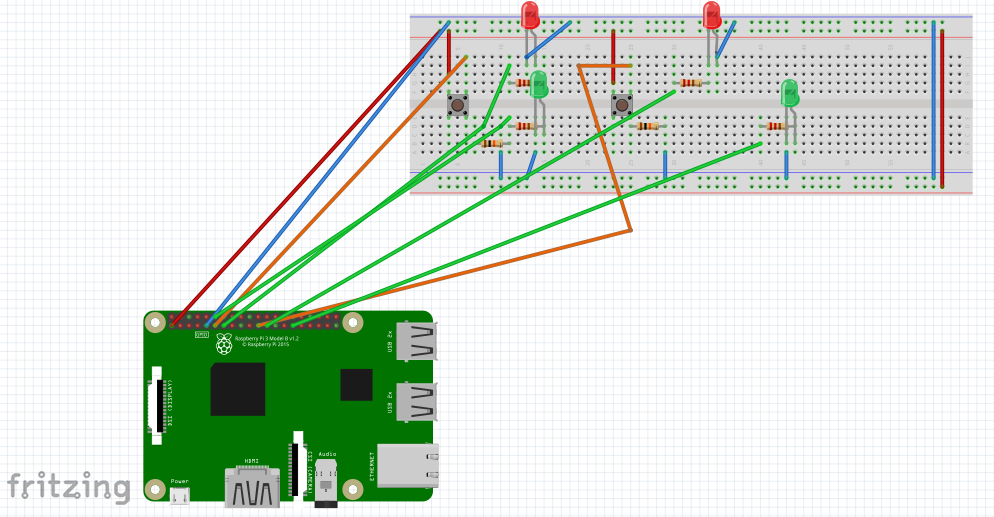 GPIO
Raspberry Pi 3 Model B v1.2
© Raspberry Pi 2015
USB 2x
DSI (DISPLAY)
USB 2x
HDMI
Audio
CSI (CAMERA)
ETHERNET
Power
fritzing